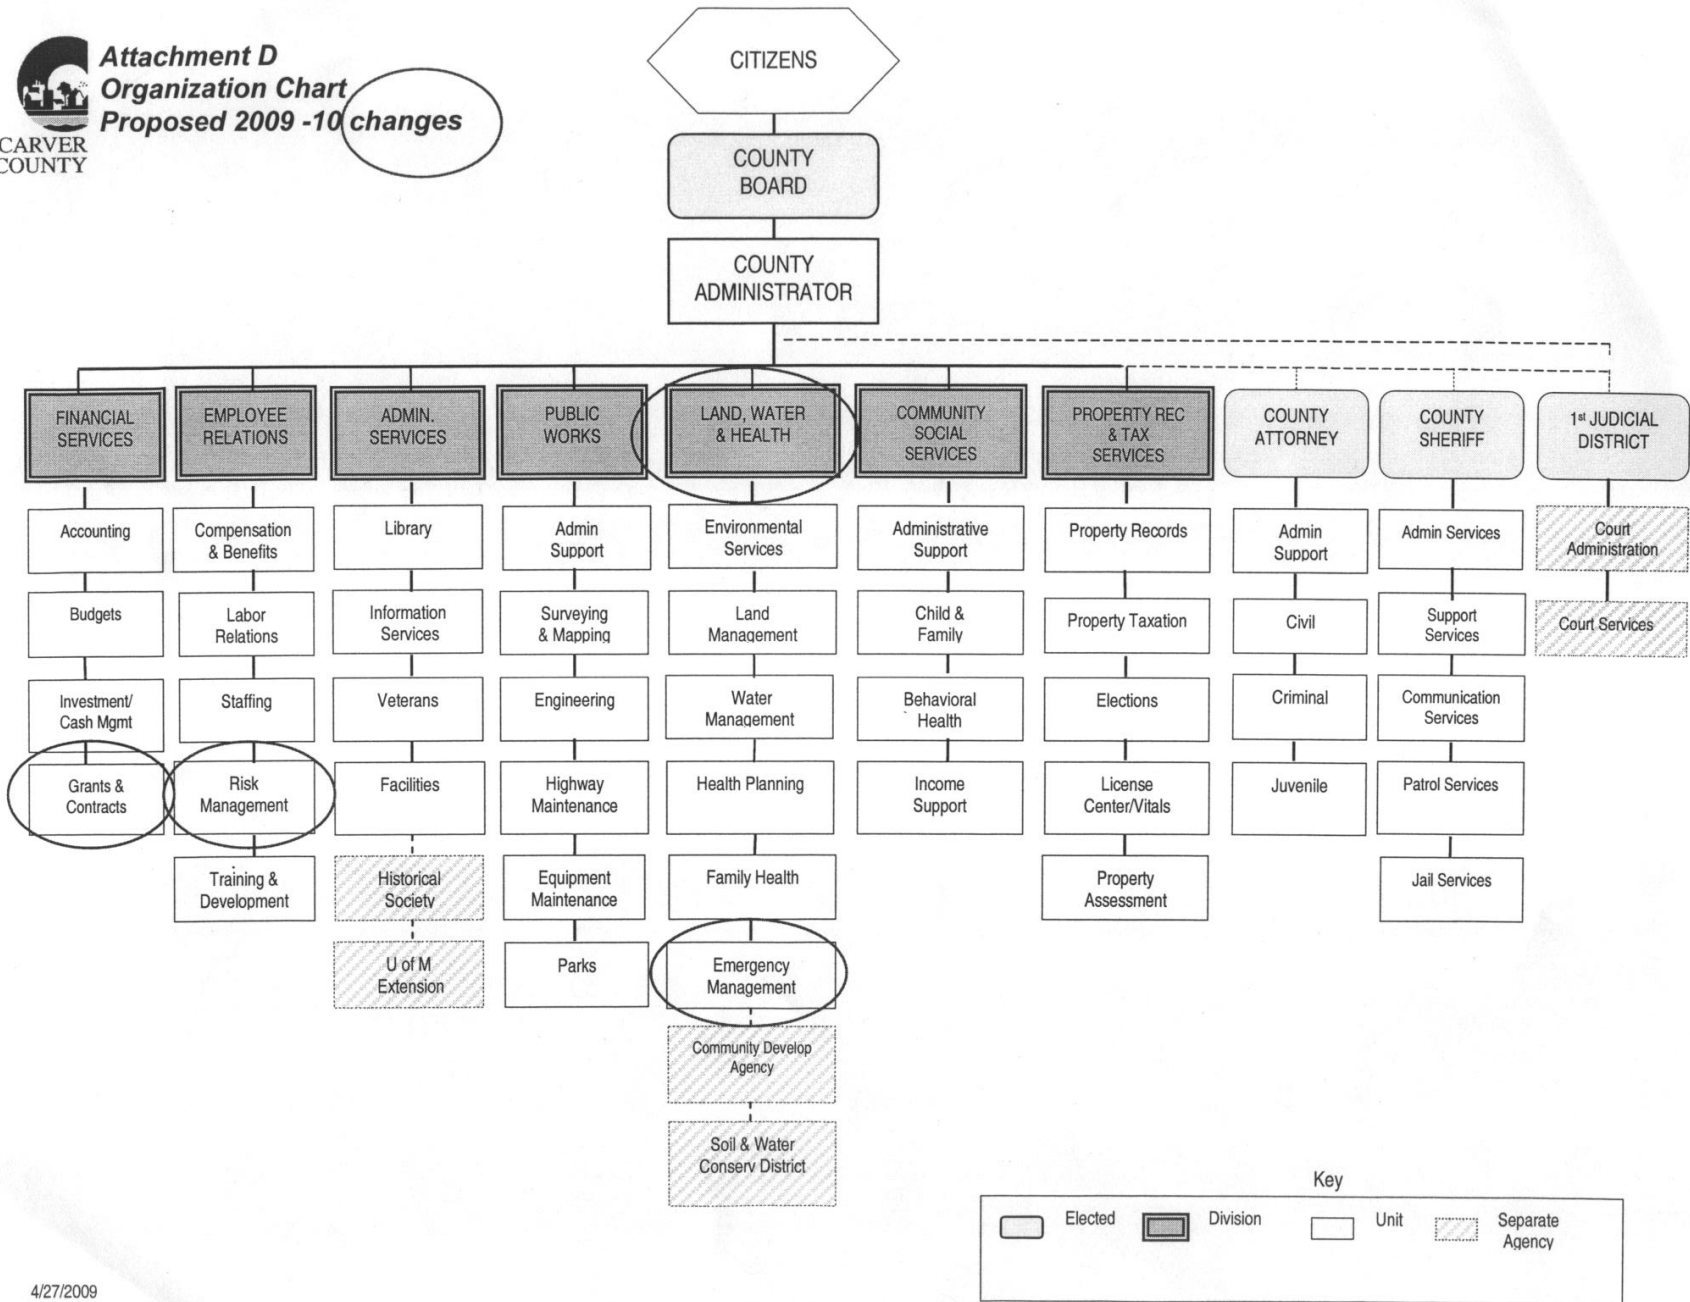 Attachment D
Organization Chart
Proposed 2009 -10 changes
CARVER
COUNTY
CITIZENS
COUNTY
BOARD
COUNTY
ADMINISTRATOR
FINANCIAL
SERVICES
EMPLOYEE
RELATIONS
ADMIN.
SERVICES
PUBLIC
WORKS
LAND, WATER
& HEALTH
COMMUNITY
SOCIAL
SERVICES
PROPERTY REC
& TAX
SERVICES
COUNTY
ATTORNEY
COUNTY
SHERIFF
1st JUDICIAL
DISTRICT
Accounting
Budgets
Investment/
Cash Mgmt
Grants &
Contracts
Compensation
& Benefits
Labor
Relations
Staffing
Risk
Management
Training &
Development
Library
Information
Services
Veterans
Facilities
Historical
Society
U of M
Extension
Admin
Support
Surveying
& Mapping
Engineering
Highway
Maintenance
Equipment
Maintenance
Parks
Environmental
Services
Land
Management
Water
Management
Health Planning
Family Health
Emergency
Management
Community Develop
Agency
Soil & Water
Conserv District
Administrative
Support
Child &
Family
Behavioral
Health
Income
Support
Property Records
Property Taxation
Elections
License
Center/Vitals
Property
Assessment
Admin
Support
Civil
Criminal
Juvenile
Admin Services
Support
Services
Communication
Services
Patrol Services
Jail Services
Court
Administration
Court Services
Key
Elected
Division
Unit
Separate
Agency
4/27/2009